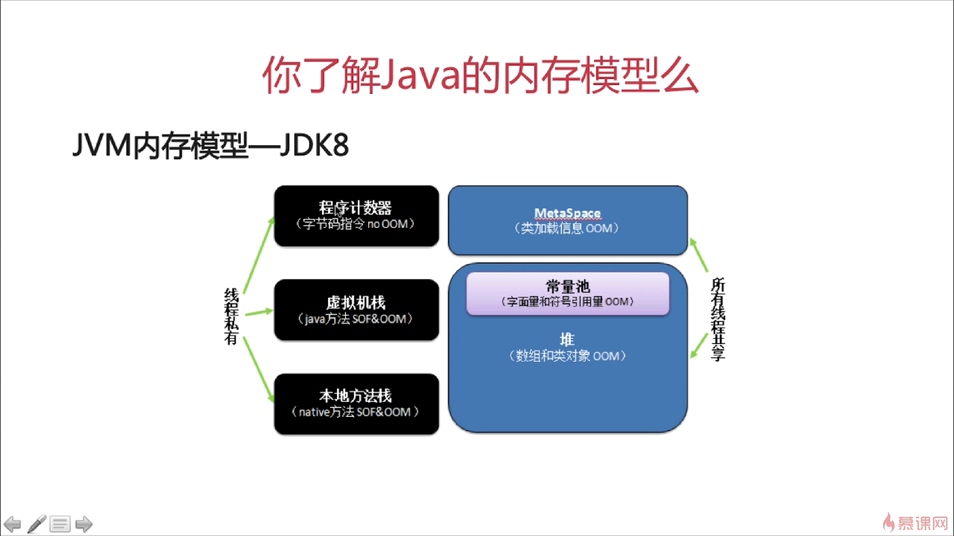 你了解Java的内存模型么
JVM内存模型—JDK8
线程私有
程序计数器
（字节码指令 no OOM）
虚拟机栈
（java方法 SOF&OOM）
本地方法栈
（native方法 SOF&OOM ）
MetaSpace
（类加载信息 OOM）
常量池
（字面量和符号引用量 OOM）
堆
（数组和类对象 OOM）
所有线程共享
慕课网